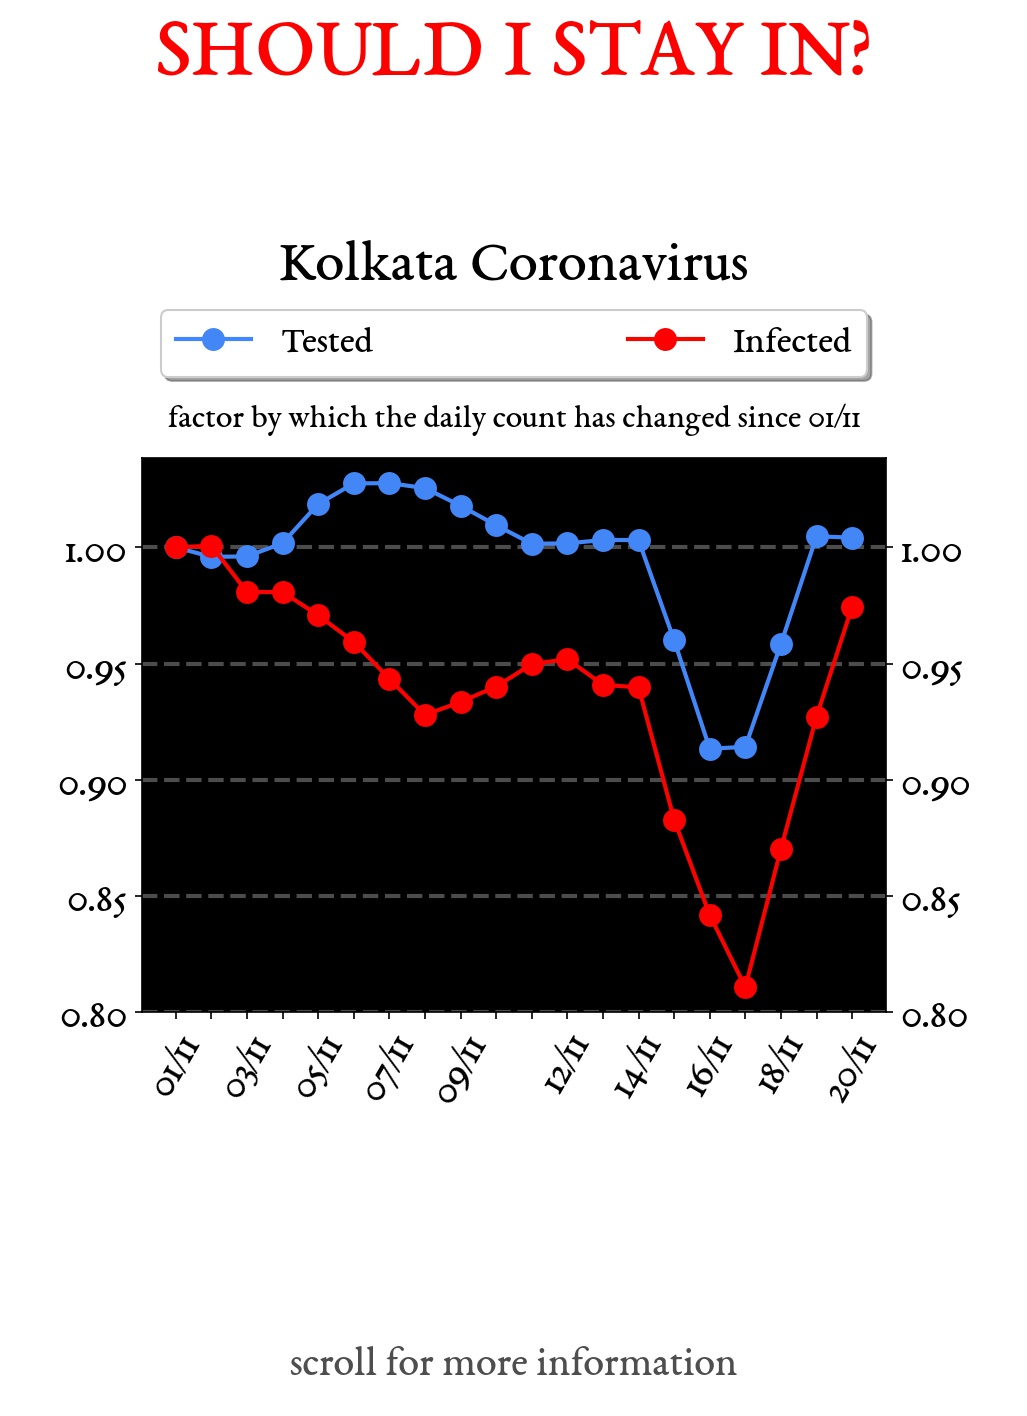 SHOULD I STAY IN?
Kolkata Coronavirus
Tested Infected
factor by which the daily count has changed since 01/11
1.00 1.00
0.95 0.95
0.90 0.90
0.85 0.85
0.80 0.80
01/11 03/11 05/11 07/11 09/11 12/11 14/11 16/11 18/11 20/11
scroll for more information